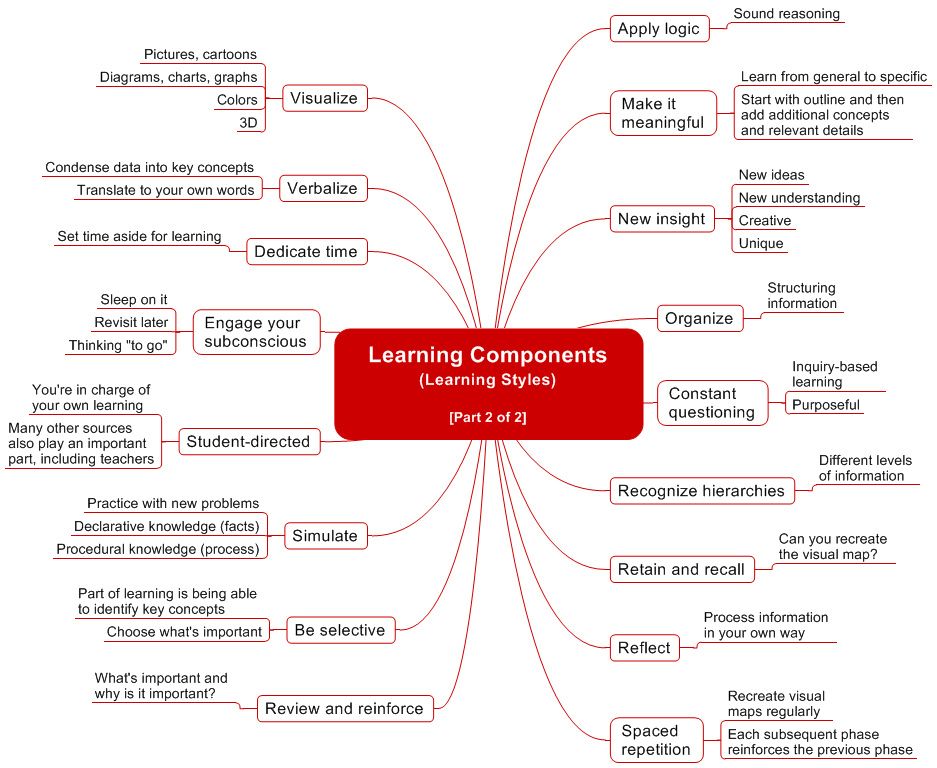 Learning Components
(Learning Styles)
[Part 2 of 2]
Apply logic
Sound reasoning
Make it
meaningful
Learn from general to specific
Start with outline and then
add additional concepts
and relevant details
New insight
New ideas
New understanding
Creative
Unique
Organize
Structuring
information
Constant
questioning
Inquiry-based
learning
Purposeful
Recognize hierarchies
Different levels
of information
Retain and recall
Can you recreate
the visual map?
Reflect
Process information
in your own way
Spaced
repetition
Recreate visual
maps regularly
Each subsequent phase
reinforces the previous phase
Visualize
Pictures, cartoons
Diagrams, charts, graphs
Colors
3D
Verbalize
Condense data into key concepts
Translate to your own words
Dedicate time
Set time aside for learning
Engage your
subconscious
Sleep on it
Revisit later
Thinking "to go"
Student-directed
You're in charge of
your own learning
Many other sources
also play an important
part, including teachers
Simulate
Practice with new problems
Declarative knowledge (facts)
Procedural knowledge (process)
Be selective
Part of learning is being able
to identify key concepts
Choose what's important
Review and reinforce
What's important and
why is it important?